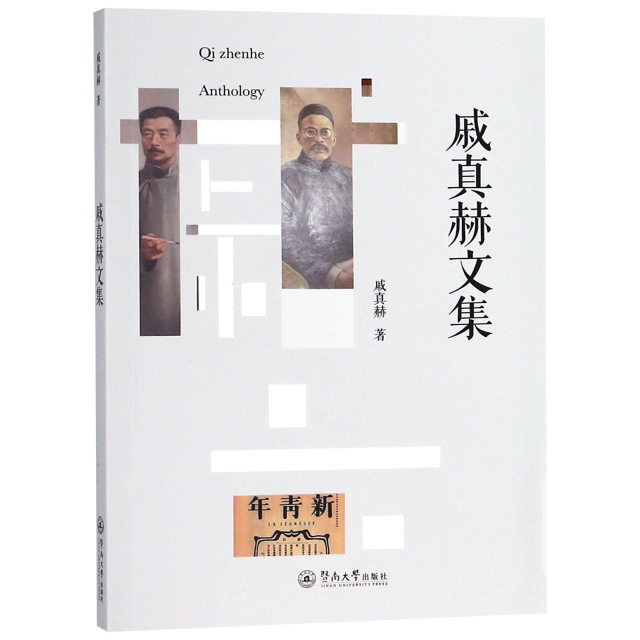 戚真赫 著
戚真赫文集
Qi zhenhe
Anthology
戚真赫文集
戚真赫 著
年青新
LA JEUNESSE
暨南大学出版社
JINAN UNIVERSITY PRESS